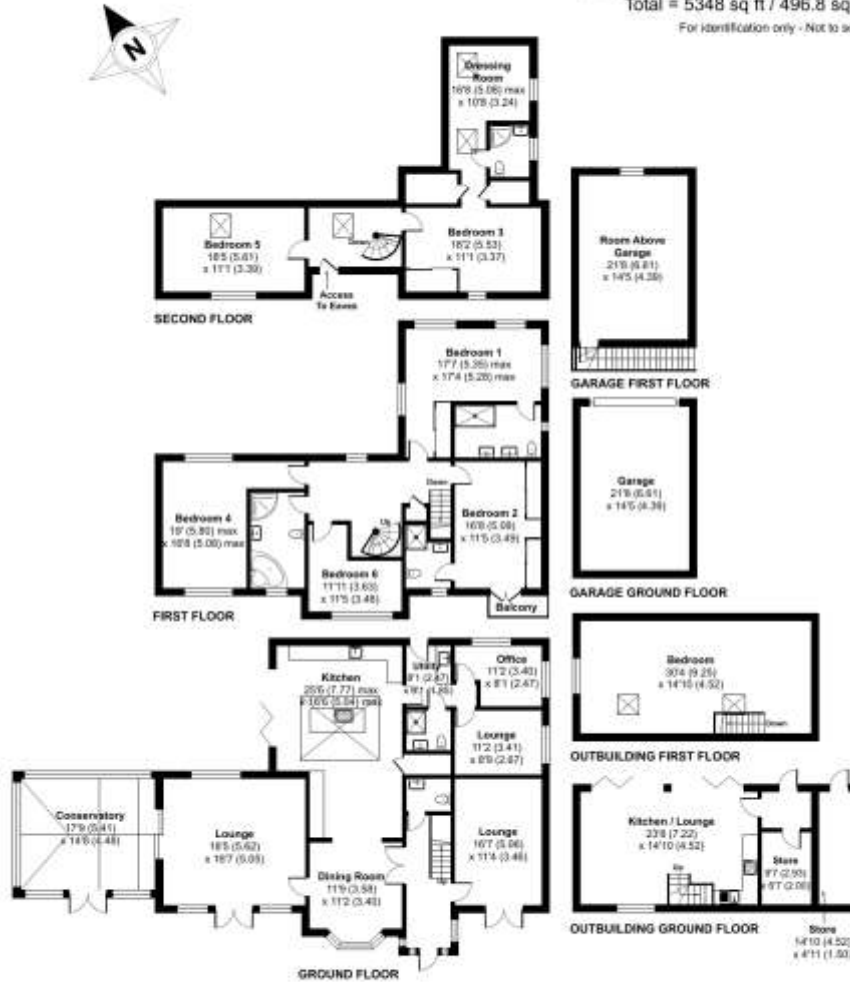 Total = 5348 sq ft / 496.8 sq
For identification only - Not to s
N
Dressing
Room
16'8 (5.08) max
x 10'8 (3.24)
Bedroom 5
18'5 (5.61)
x 11'1 (3.39)
Down
Bedroom 3
18'2 (5.53)
x 11'1 (3.37)
Access
To Eaves
SECOND FLOOR
Room Above
Garage
21'8 (6.61)
x 14'5 (4.39)
GARAGE FIRST FLOOR
Bedroom 1
17'7 (5.35) max
x 17'4 (5.28) max
Garage
21'8 (6.61)
x 14'5 (4.39)
GARAGE GROUND FLOOR
Bedroom 4
19' (5.80) max
x 16'8 (5.08) max
Down
Up
Bedroom 2
16'8 (5.09)
x 11'5 (3.49)
Bedroom 6
11'11 (3.63)
x 11'5 (3.48)
Balcony
FIRST FLOOR
Bedroom
30'4 (9.25)
x 14'10 (4.52)
Down
OUTBUILDING FIRST FLOOR
Kitchen
25'6 (7.77) max
Utility
Office
11'2 (3.40)
x 8'1 (2.47)
Lounge
11'2 (3.41)
x 8'9 (2.67)
Conservatory
17'9 (5.41)
x 14'8 (4.48)
Lounge
18'5 (5.62)
x 16'7 (5.05)
Dining Room
11'9 (3.58)
x 11'2 (3.40)
Lounge
16'7 (5.06)
x 11'4 (3.46)
GROUND FLOOR
Kitchen / Lounge
23'8 (7.22)
x 14'10 (4.52)
Up
Store
9'7 (2.93)
x 6'7 (2.00)
OUTBUILDING GROUND FLOOR
Store
14'10 (4.52)
x 4'11 (1.50)